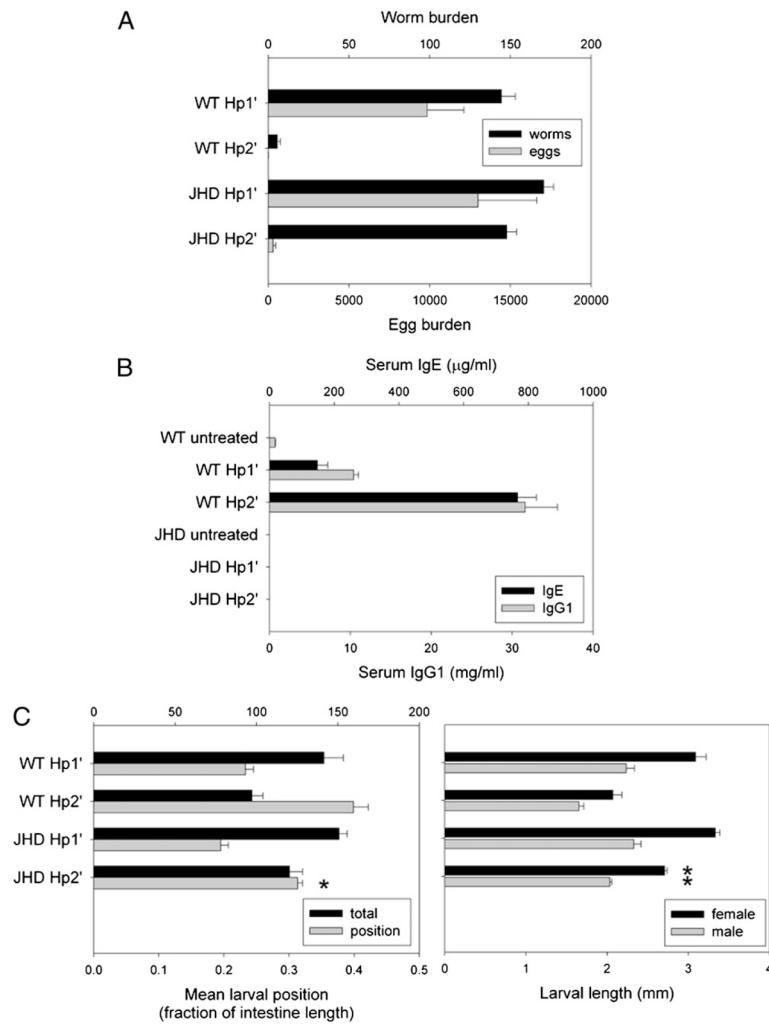 A
Worm burden
0 50 100 150 200
WT Hp1'
WT Hp2'
JHD Hp1'
JHD Hp2'
worms
eggs
0 5000 10000 15000 20000
Egg burden
B
Serum IgE (μg/ml)
0 200 400 600 800 1000
WT untreated
WT Hp1'
WT Hp2'
JHD untreated
JHD Hp1'
JHD Hp2'
IgE
IgG1
0 10 20 30 40
Serum IgG1 (mg/ml)
C
0 50 100 150 200
WT Hp1'
WT Hp2'
JHD Hp1'
JHD Hp2'
*
total
position
0.0 0.1 0.2 0.3 0.4 0.5
Mean larval position
(fraction of intestine length)
*
*
female
male
0 1 2 3 4
Larval length (mm)